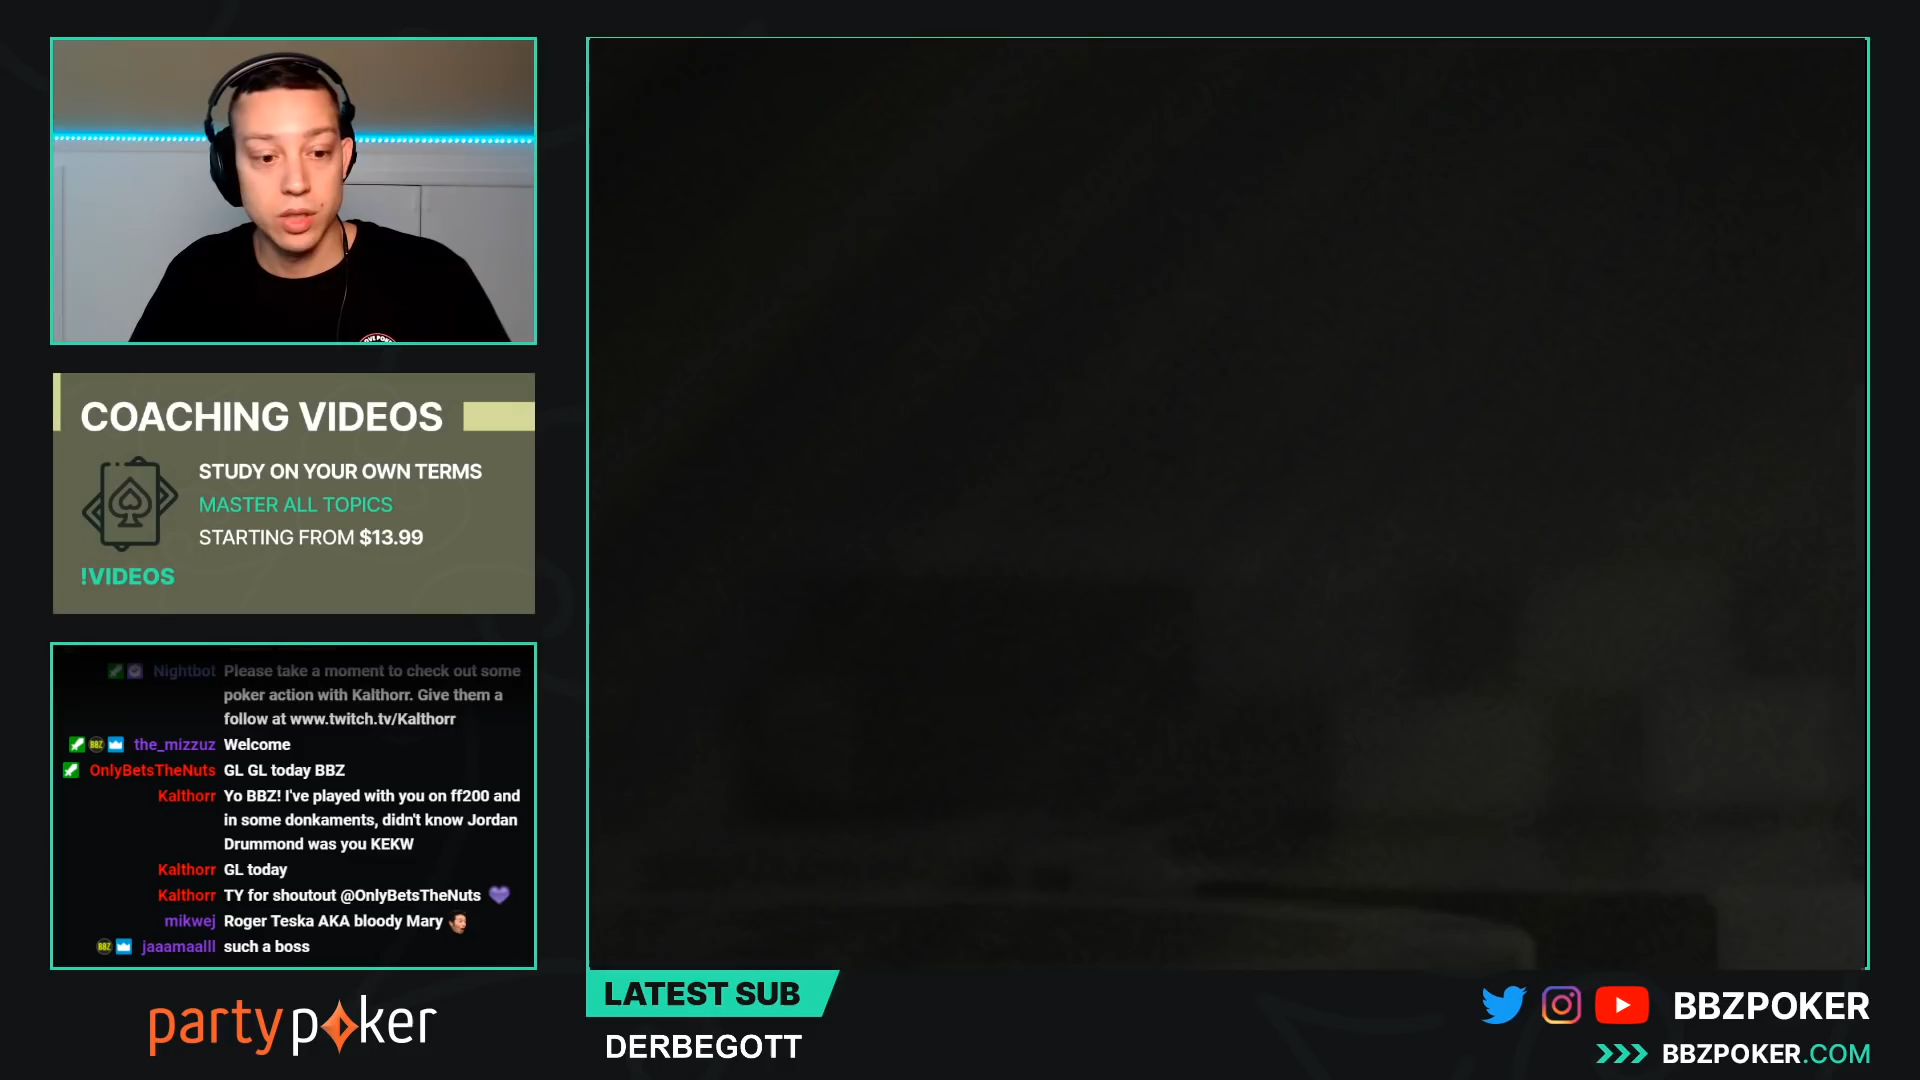 COACHING VIDEOS
STUDY ON YOUR OWN TERMS
MASTER ALL TOPICS
STARTING FROM $13.99
!VIDEOS
Nightbot Please take a moment to check out some
poker action with Kalthorr. Give them a
follow at www.twitch.tv/Kalthorr
BBZ the_mizzuz Welcome
OnlyBetsTheNuts GL GL today BBZ
Kalthorr Yo BBZ! I've played with you on ff200 and
in some donkaments, didn't know Jordan
Drummond was you KEKW
Kalthorr GL today
Kalthorr TY for shoutout @OnlyBetsTheNuts
mikwej Roger Teska AKA bloody Mary
BBZ jaaamaalll such a boss
partypoker
LATEST SUB
DERBEGOTT
BBZPOKER
BBZPOKER.COM